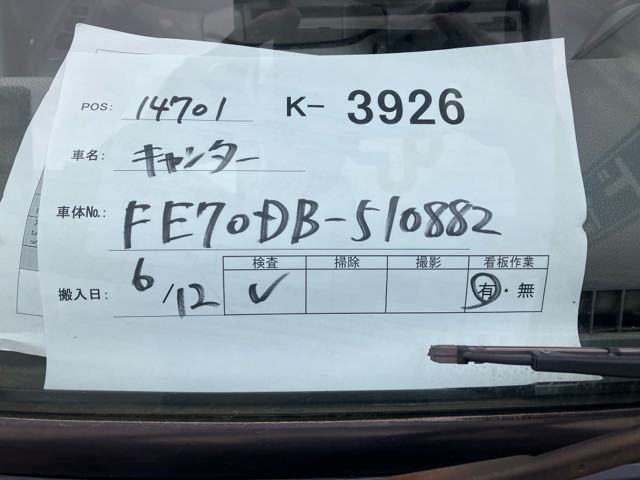 POS: 14701 K- 3926
車名: キャンター
車体No.: FE70DB-510882
検査 掃除 撮影 看板作業
搬入日: 6/12 ✓ 有・無